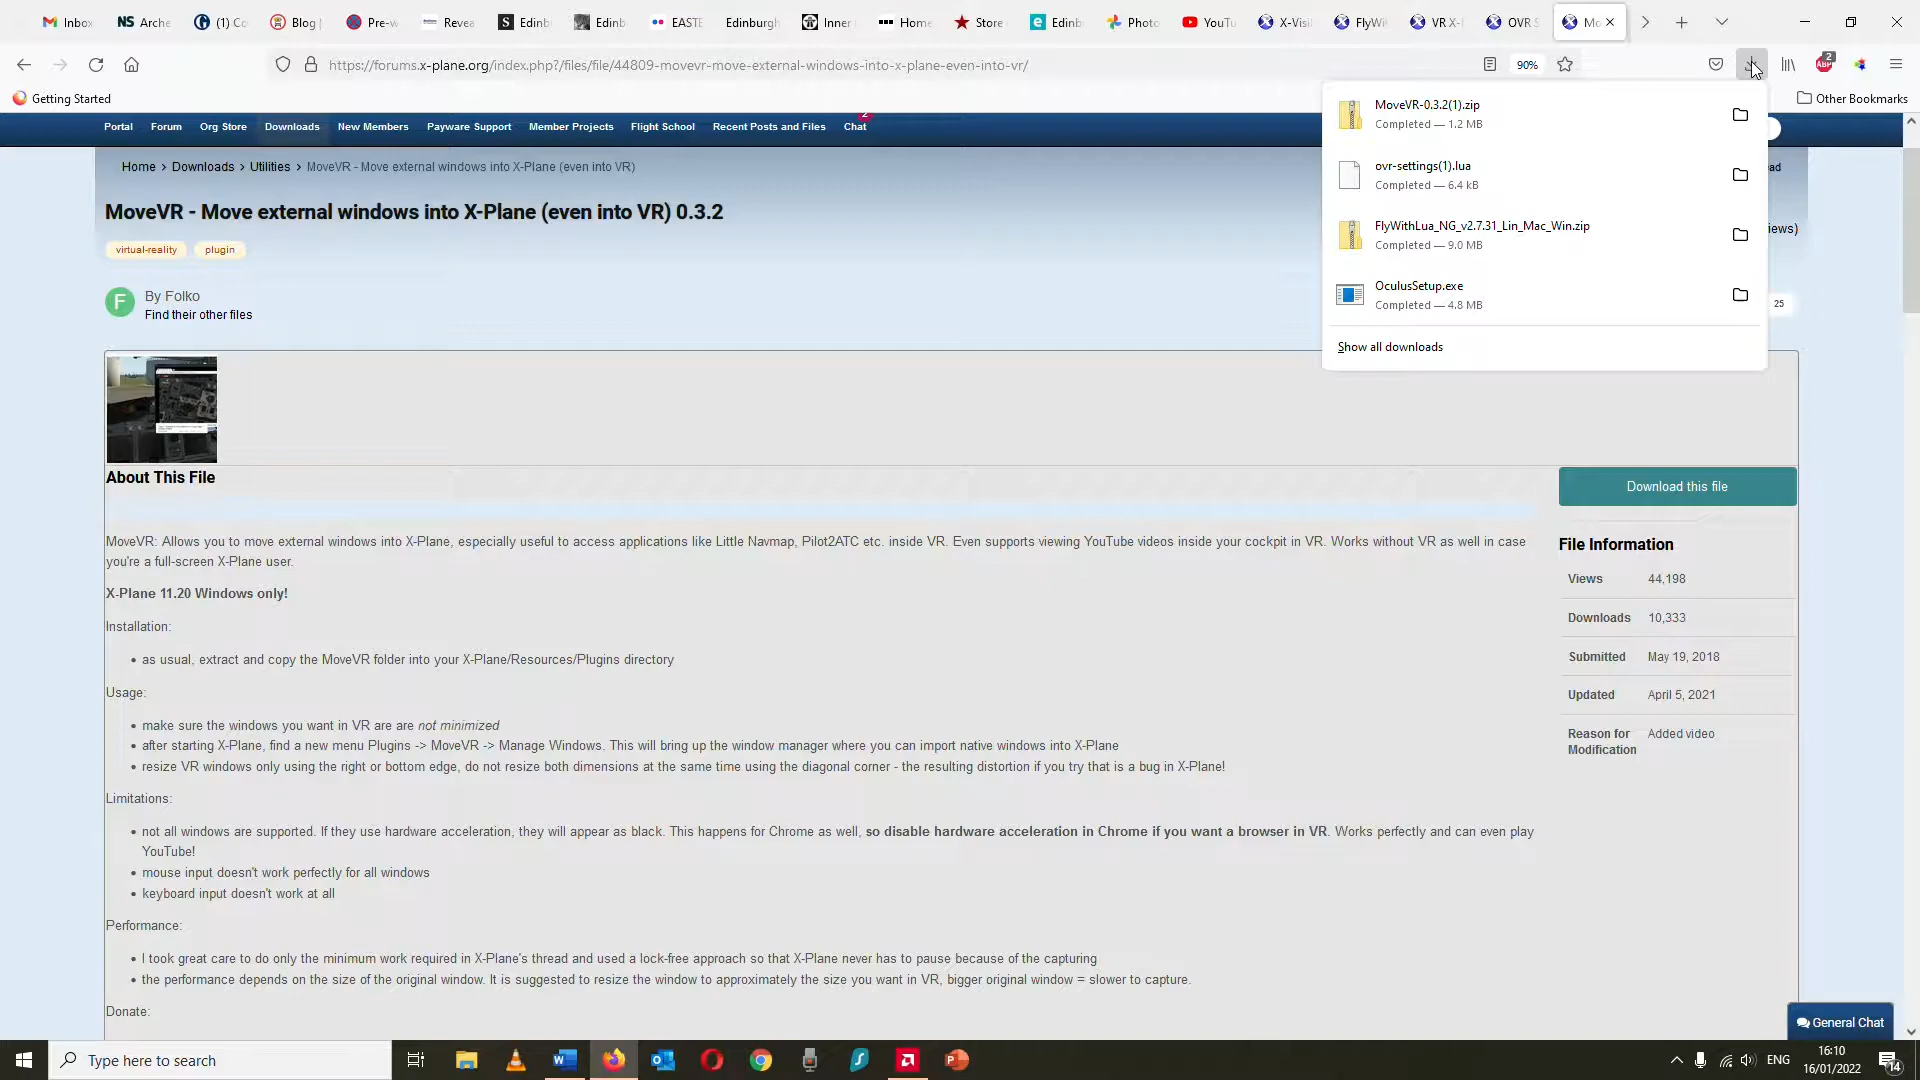 Inbox
NS Arche
(1) Co
Blog |
Pre-w
Revea
S Edinb
Edinb
EASTE
Edinburgh
Inner
Home
Store
e Edinb
Photo
YouTu
X-Visi
FlyWi
VR X-
OVR S
Mo
https://forums.x-plane.org/index.php?/files/file/44809-movevr-move-external-windows-into-x-plane-even-into-vr/
90%
ABP
2
Getting Started
Other Bookmarks
Portal
Forum
Org Store
Downloads
New Members
Payware Support
Member Projects
Flight School
Recent Posts and Files
Chat
2
Home > Downloads > Utilities > MoveVR - Move external windows into X-Plane (even into VR)
ad
MoveVR - Move external windows into X-Plane (even into VR) 0.3.2
iews)
virtual-reality
plugin
F
By Folko
Find their other files
25
MoveVR-0.3.2(1).zip
Completed — 1.2 MB
ovr-settings(1).lua
Completed — 6.4 kB
FlyWithLua_NG_v2.7.31_Lin_Mac_Win.zip
Completed — 9.0 MB
OculusSetup.exe
Completed — 4.8 MB
Show all downloads
About This File
Download this file
MoveVR: Allows you to move external windows into X-Plane, especially useful to access applications like Little Navmap, Pilot2ATC etc. inside VR. Even supports viewing YouTube videos inside your cockpit in VR. Works without VR as well in case
you're a full-screen X-Plane user.
X-Plane 11.20 Windows only!
Installation:
• as usual, extract and copy the MoveVR folder into your X-Plane/Resources/Plugins directory
Usage:
• make sure the windows you want in VR are are not minimized
• after starting X-Plane, find a new menu Plugins -> MoveVR -> Manage Windows. This will bring up the window manager where you can import native windows into X-Plane
• resize VR windows only using the right or bottom edge, do not resize both dimensions at the same time using the diagonal corner - the resulting distortion if you try that is a bug in X-Plane!
Limitations:
• not all windows are supported. If they use hardware acceleration, they will appear as black. This happens for Chrome as well, so disable hardware acceleration in Chrome if you want a browser in VR. Works perfectly and can even play
YouTube!
• mouse input doesn't work perfectly for all windows
• keyboard input doesn't work at all
Performance:
• I took great care to do only the minimum work required in X-Plane's thread and used a lock-free approach so that X-Plane never has to pause because of the capturing
• the performance depends on the size of the original window. It is suggested to resize the window to approximately the size you want in VR, bigger original window = slower to capture.
Donate:
File Information
Views 44,198
Downloads 10,333
Submitted May 19, 2018
Updated April 5, 2021
Reason for Added video
Modification
General Chat
Type here to search
ENG
16:10
16/01/2022
14